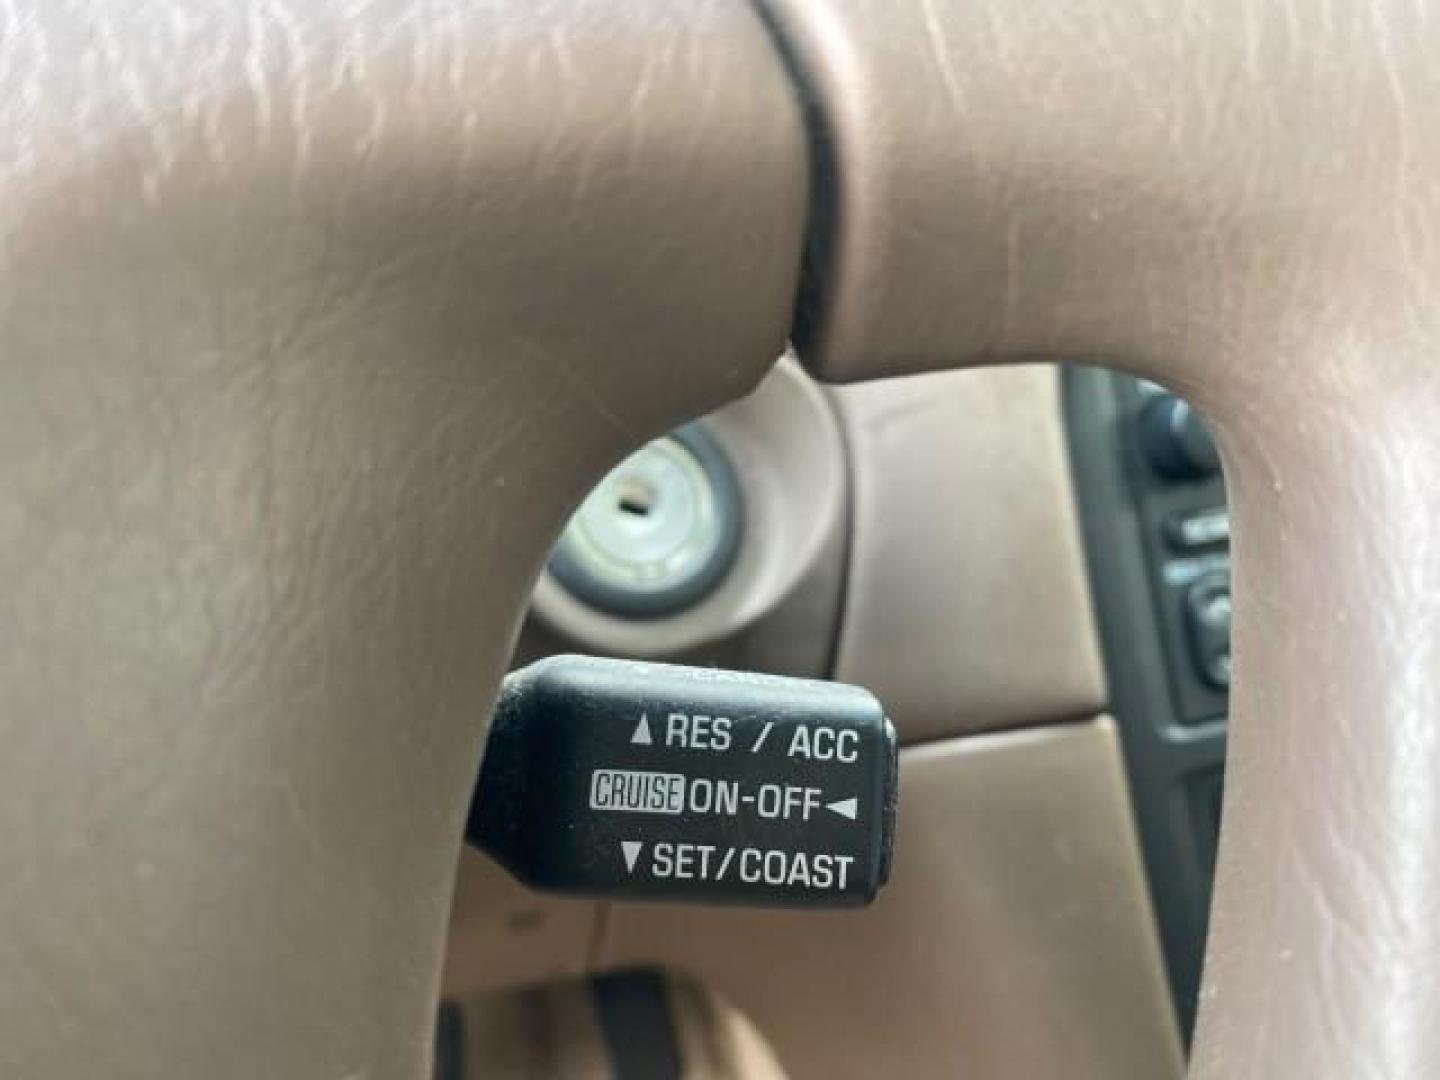 ▲ RES / ACC
CRUISE ON-OFF ◄
▼ SET/COAST